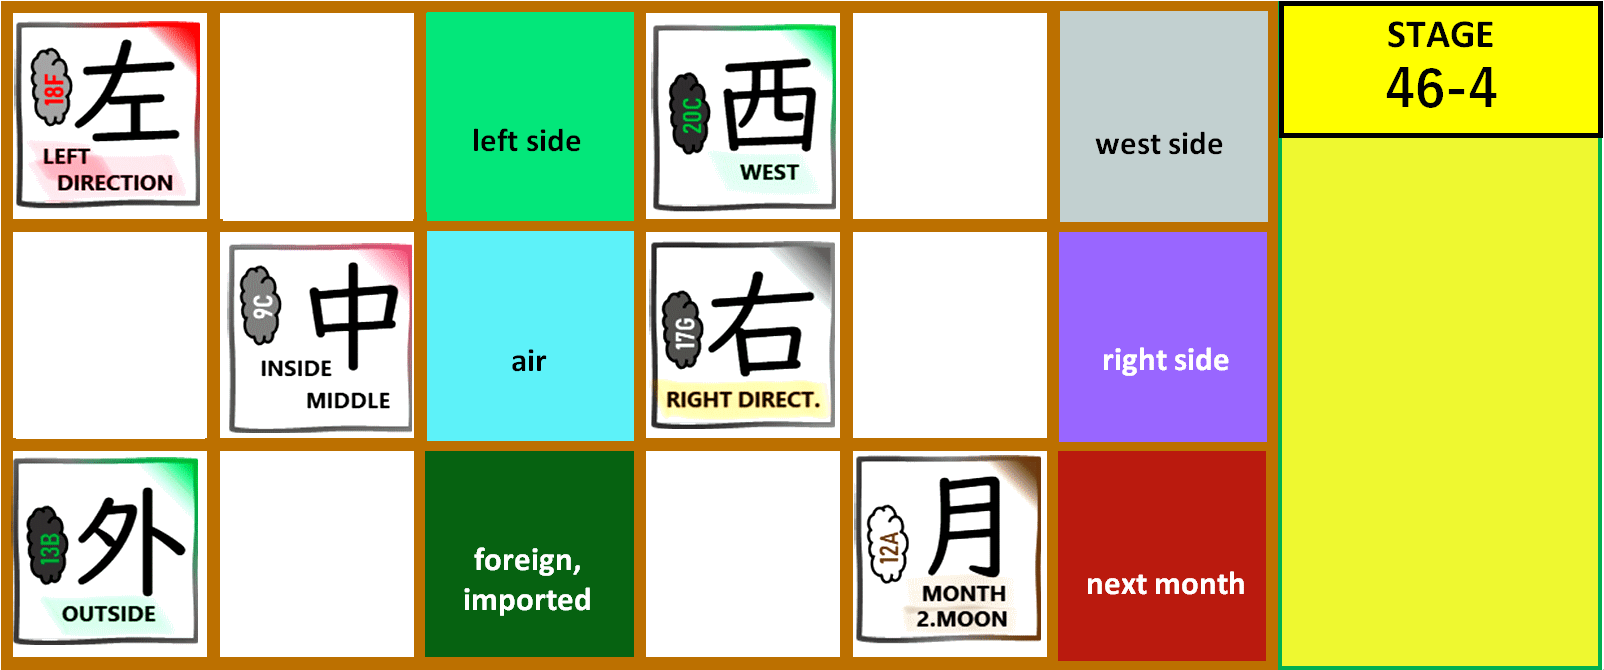 18F
左
LEFT
DIRECTION
left side
20C
西
WEST
west side
STAGE
46-4
9C
中
INSIDE
MIDDLE
air
17G
右
RIGHT DIRECT.
right side
13B
外
OUTSIDE
foreign,
imported
12A
月
MONTH
2.MOON
next month